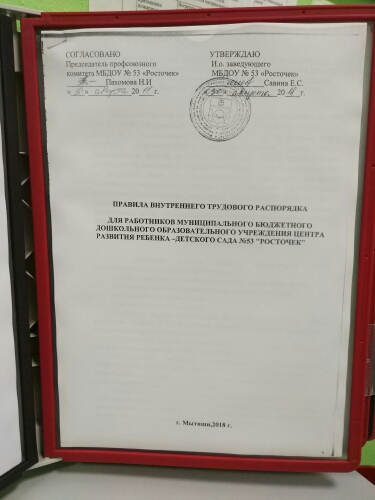 СОГЛАСОВАНО
Председатель профсоюзного
комитета МБДОУ № 53 «Росточек»
Пахомова Н.И
августа 20 г.
УТВЕРЖДАЮ
И.о. заведующего
МБДОУ № 53 «Росточек»
Савина Е.С.
августа 20 г.
ПРАВИЛА ВНУТРЕННЕГО ТРУДОВОГО РАСПОРЯДКА
ДЛЯ РАБОТНИКОВ МУНИЦИПАЛЬНОГО БЮДЖЕТНОГО
ДОШКОЛЬНОГО ОБРАЗОВАТЕЛЬНОГО УЧРЕЖДЕНИЯ ЦЕНТРА
РАЗВИТИЯ РЕБЕНКА –ДЕТСКОГО САДА №53 "РОСТОЧЕК"
г. Мытищи,2018 г.